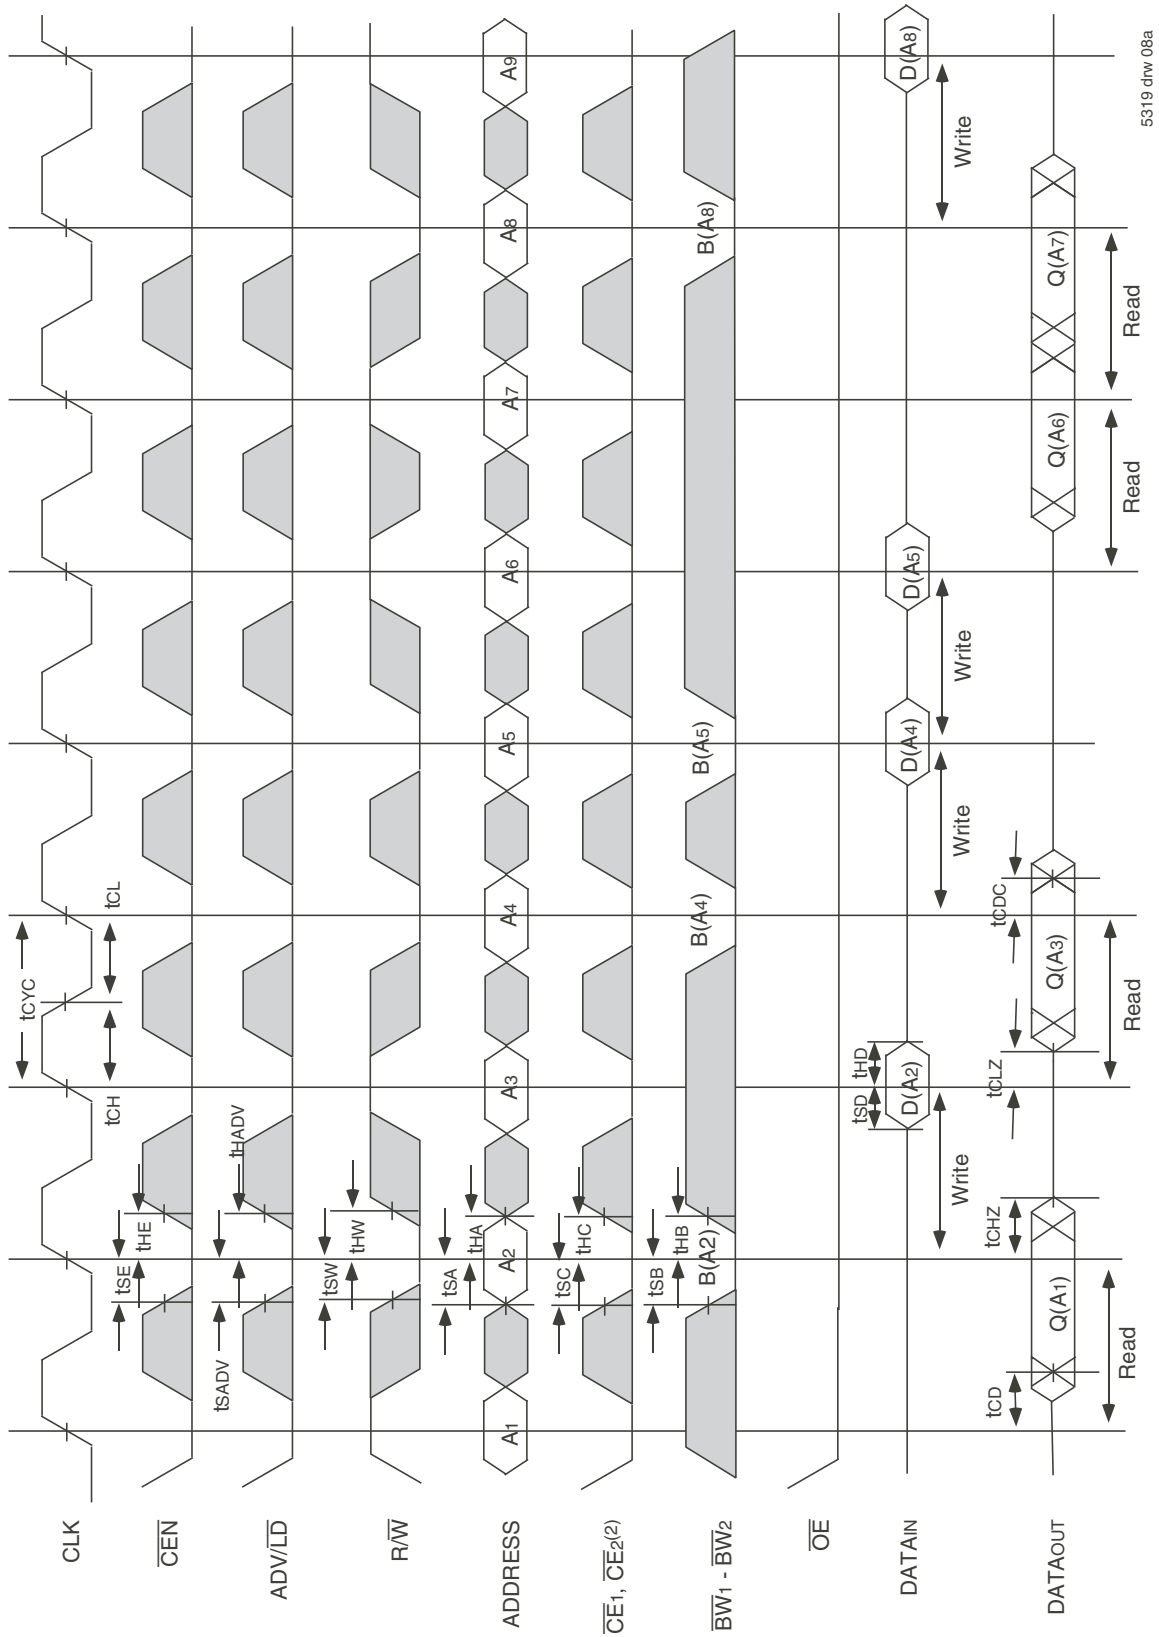 CLK
tCYC
tCH
tCL
CEN
tSE
tHE
ADV/LD
tSADV
tHADV
R/W
tSW
tHW
ADDRESS
A1
tSA
tHA
A2
A3
A4
A5
A6
A7
A8
A9
CE1, CE2(2)
tSC
tHC
BW1 - BW2
tSB
tHB
B(A2)
B(A4)
B(A5)
B(A8)
OE
DATAIN
tSD
tHD
D(A2)
D(A4)
D(A5)
D(A8)
Write
Write
Write
Write
DATAOUT
tCD
Q(A1)
tCHZ
tCLZ
Q(A3)
tCDC
Q(A6)
Q(A7)
Read
Read
Read
Read
5319 drw 08a